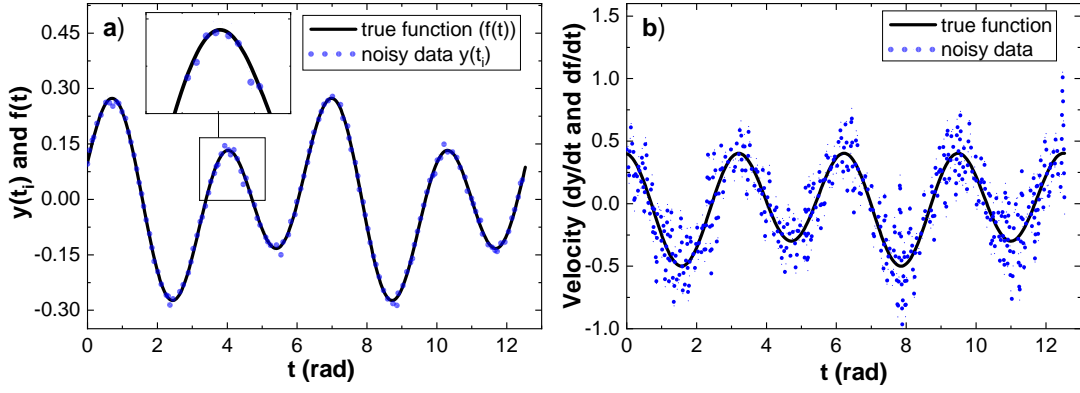 a)
true function (f(t))
noisy data y(ti)
0.45
0.30
0.15
0.00
-0.15
-0.30
y(ti) and f(t)
0 2 4 6 8 10 12
t (rad)
b)
true function
noisy data
1.5
1.0
0.5
0.0
-0.5
-1.0
Velocity (dy/dt and df/dt)
0 2 4 6 8 10 12
t (rad)